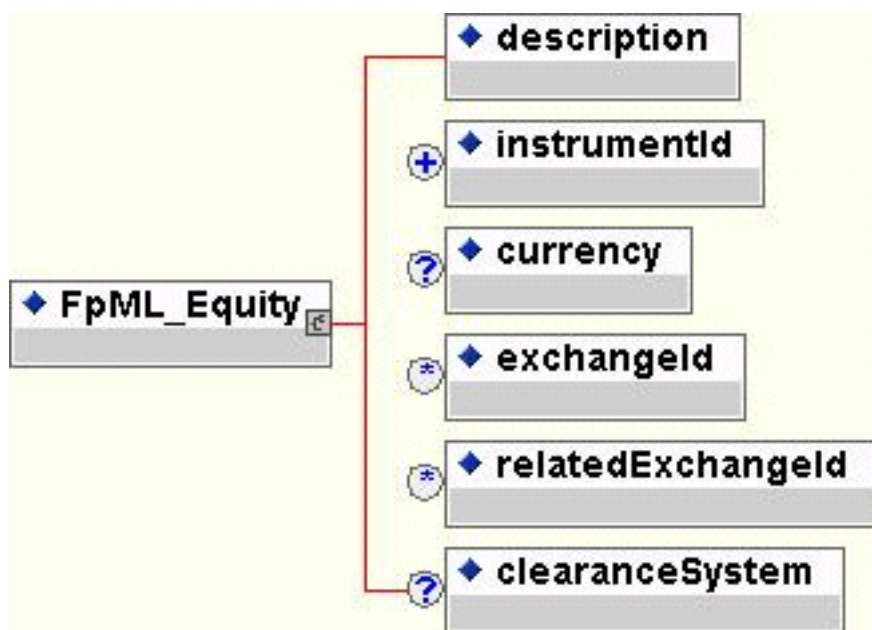 description
+ instrumentId
? currency
FpML_Equity
* exchangeId
* relatedExchangeId
? clearanceSystem